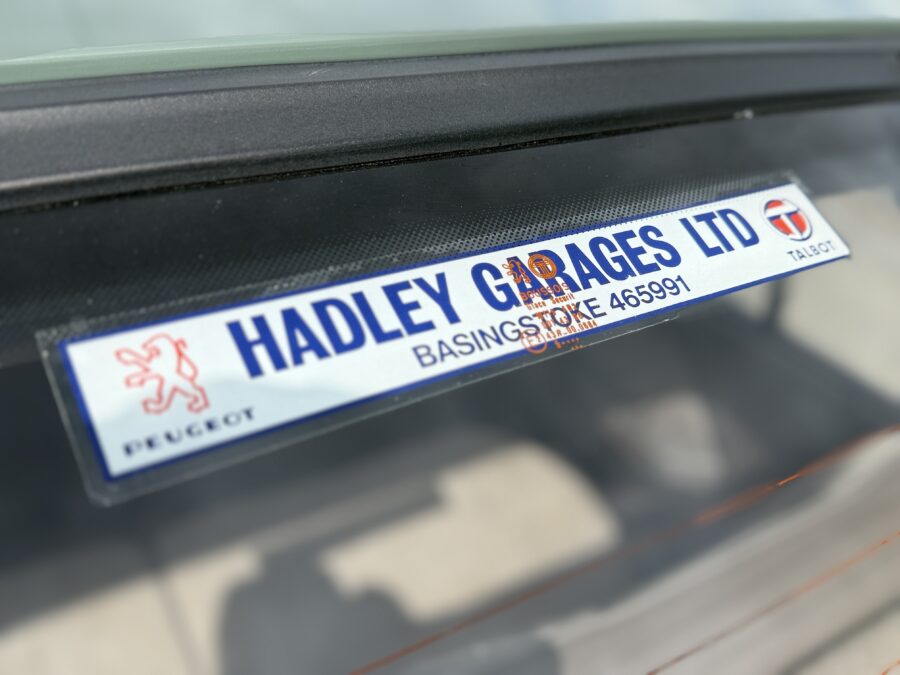 HADLEY GARAGES LTD
BASINGSTOKE 465991
PEUGEOT
TALBOT